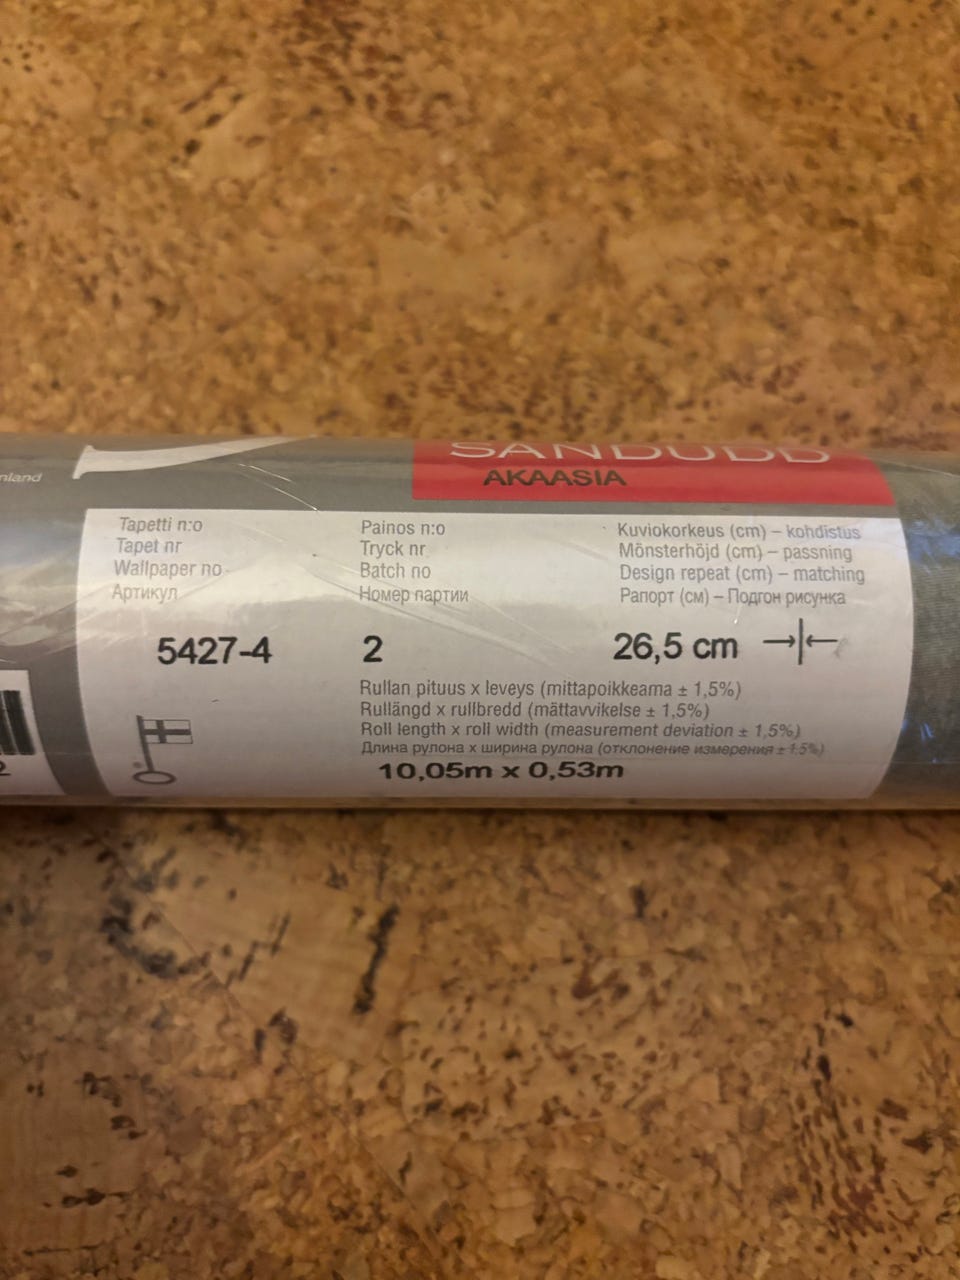 nland
SANDUDD
AKAASIA
Tapetti n:o
Tapet nr
Wallpaper no
Артикул
5427-4
Painos n:o
Tryck nr
Batch no
Номер партии
2
Kuviokorkeus (cm) – kohdistus
Mönsterhöjd (cm) – passning
Design repeat (cm) – matching
Рапорт (см) – Подгон рисунка
26,5 cm
Rullan pituus x leveys (mittapoikkeama ± 1,5%)
Rullängd x rullbredd (mättavvikelse ± 1,5%)
Roll length x roll width (measurement deviation ± 1,5%)
Длина рулона х ширина рулона (отклонение измерения ± 1.5%)
10,05m x 0,53m
2